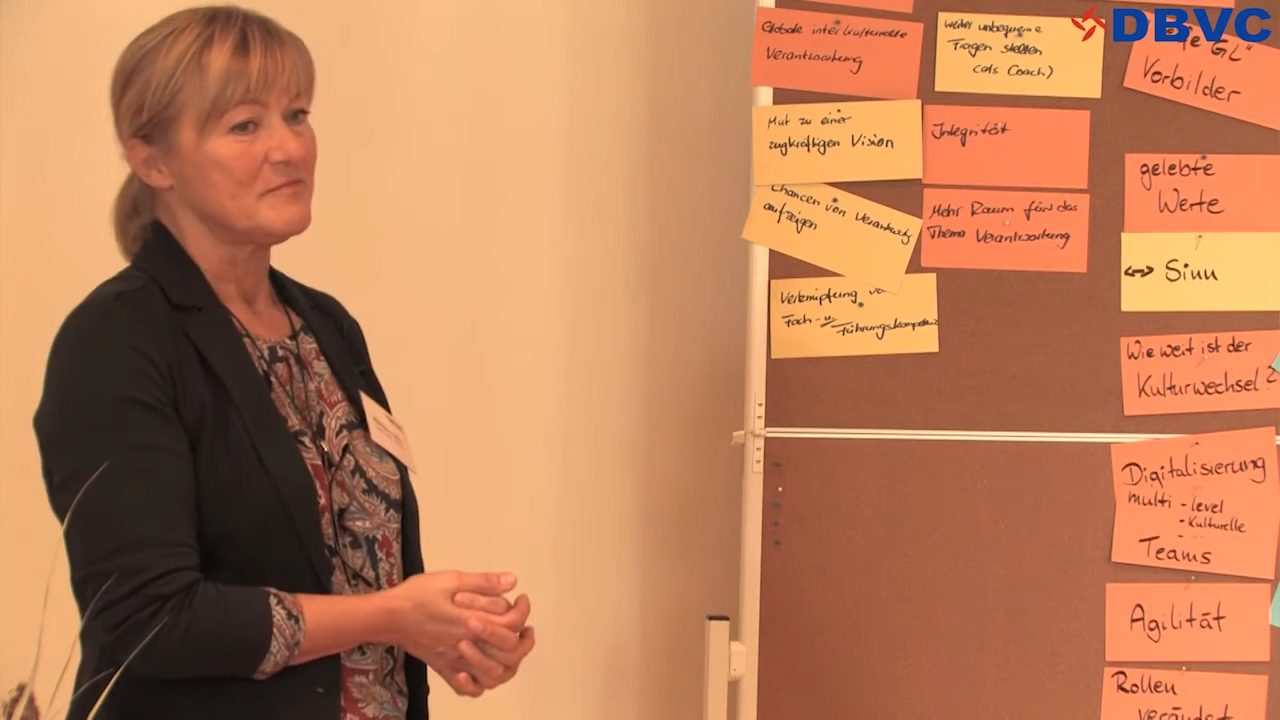 DBVC
Globale interkulturelle
Verantwortung
weiter unbequeme
Fragen stellen
(als Coach)
GL"
Vorbilder
Mut zu einer
zugkräftigen Vision
Integrität
gelebte
Werte
Chancen von
aufzeigen
Mehr Raum für das
Thema Verantwortung
<-> Sinn
Verknüpfung
Fach- u.
Führungskompetenz
Wie weit ist der
Kulturwechsel?
Digitalisierung
multi - level
- Kulturelle
Teams
Agilität
Rollen
verändert